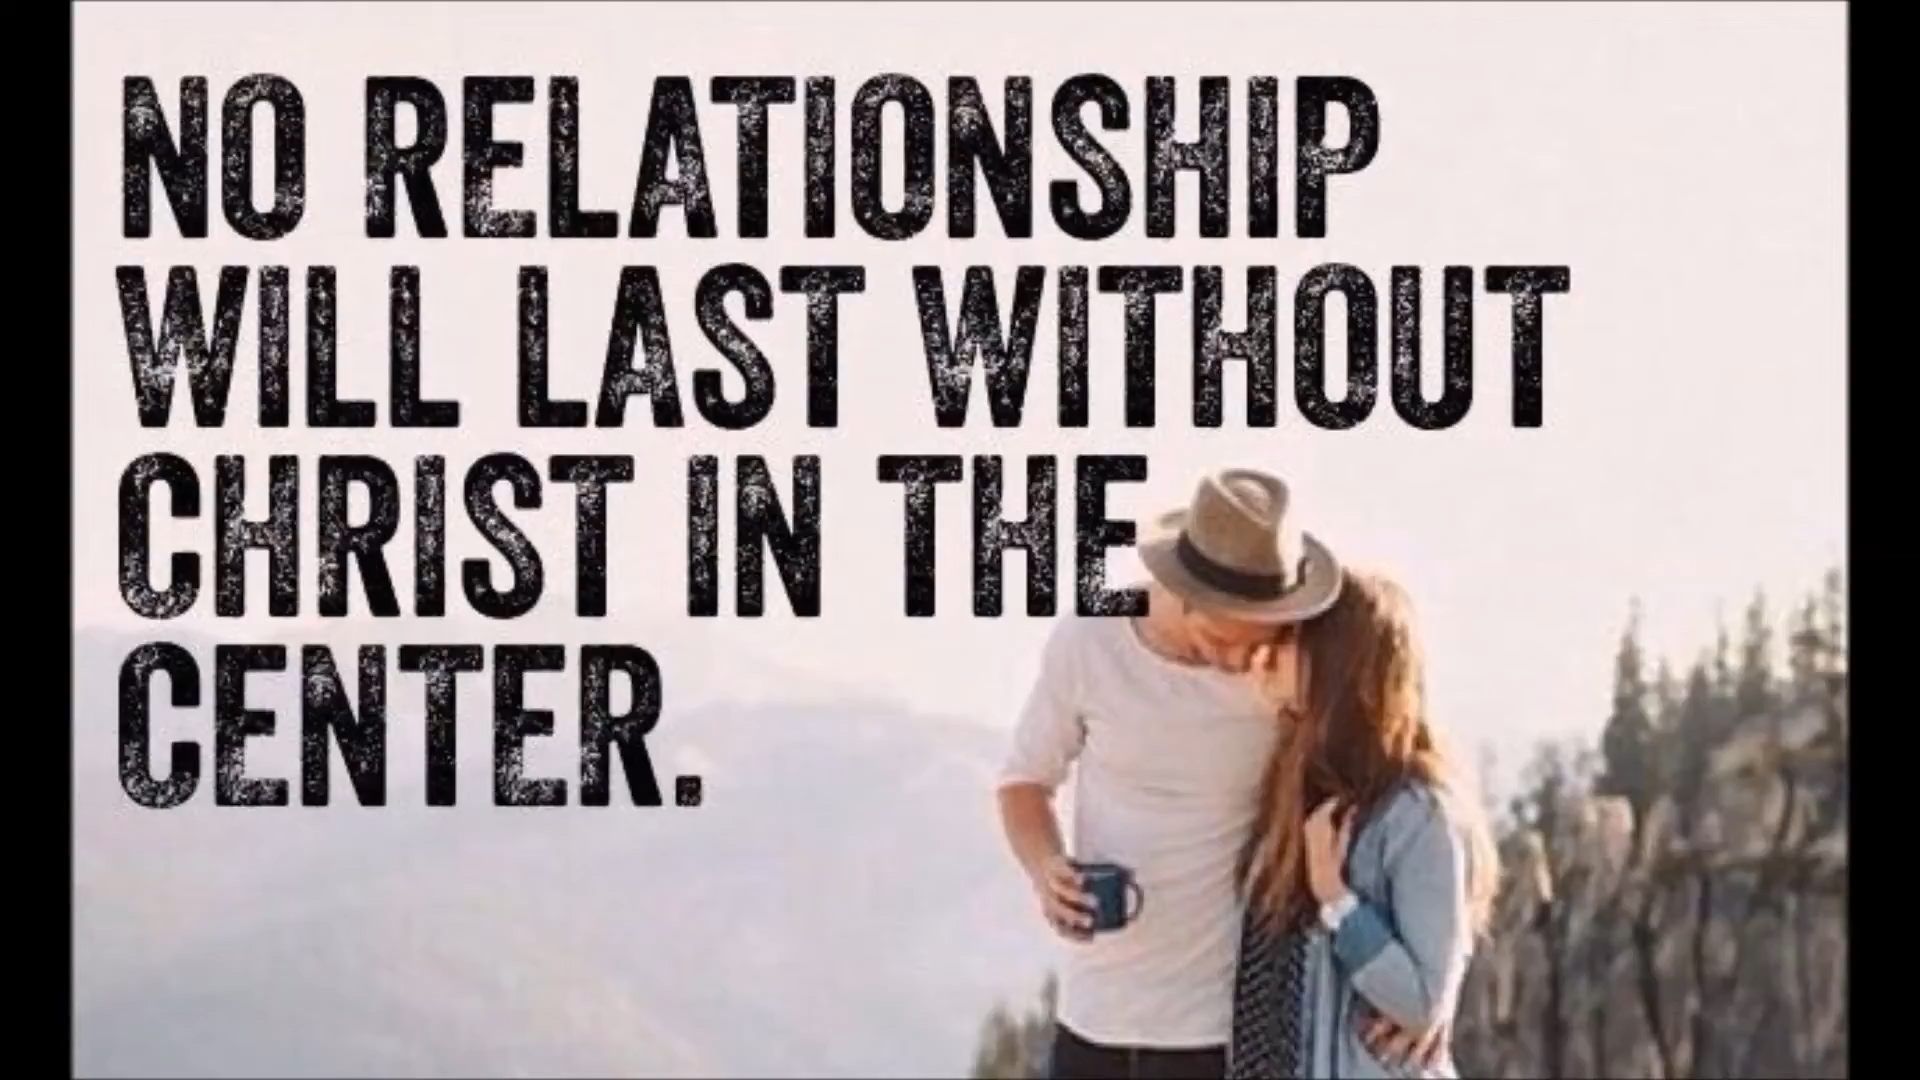 NO RELATIONSHIP
WILL LAST WITHOUT
CHRIST IN THE
CENTER.